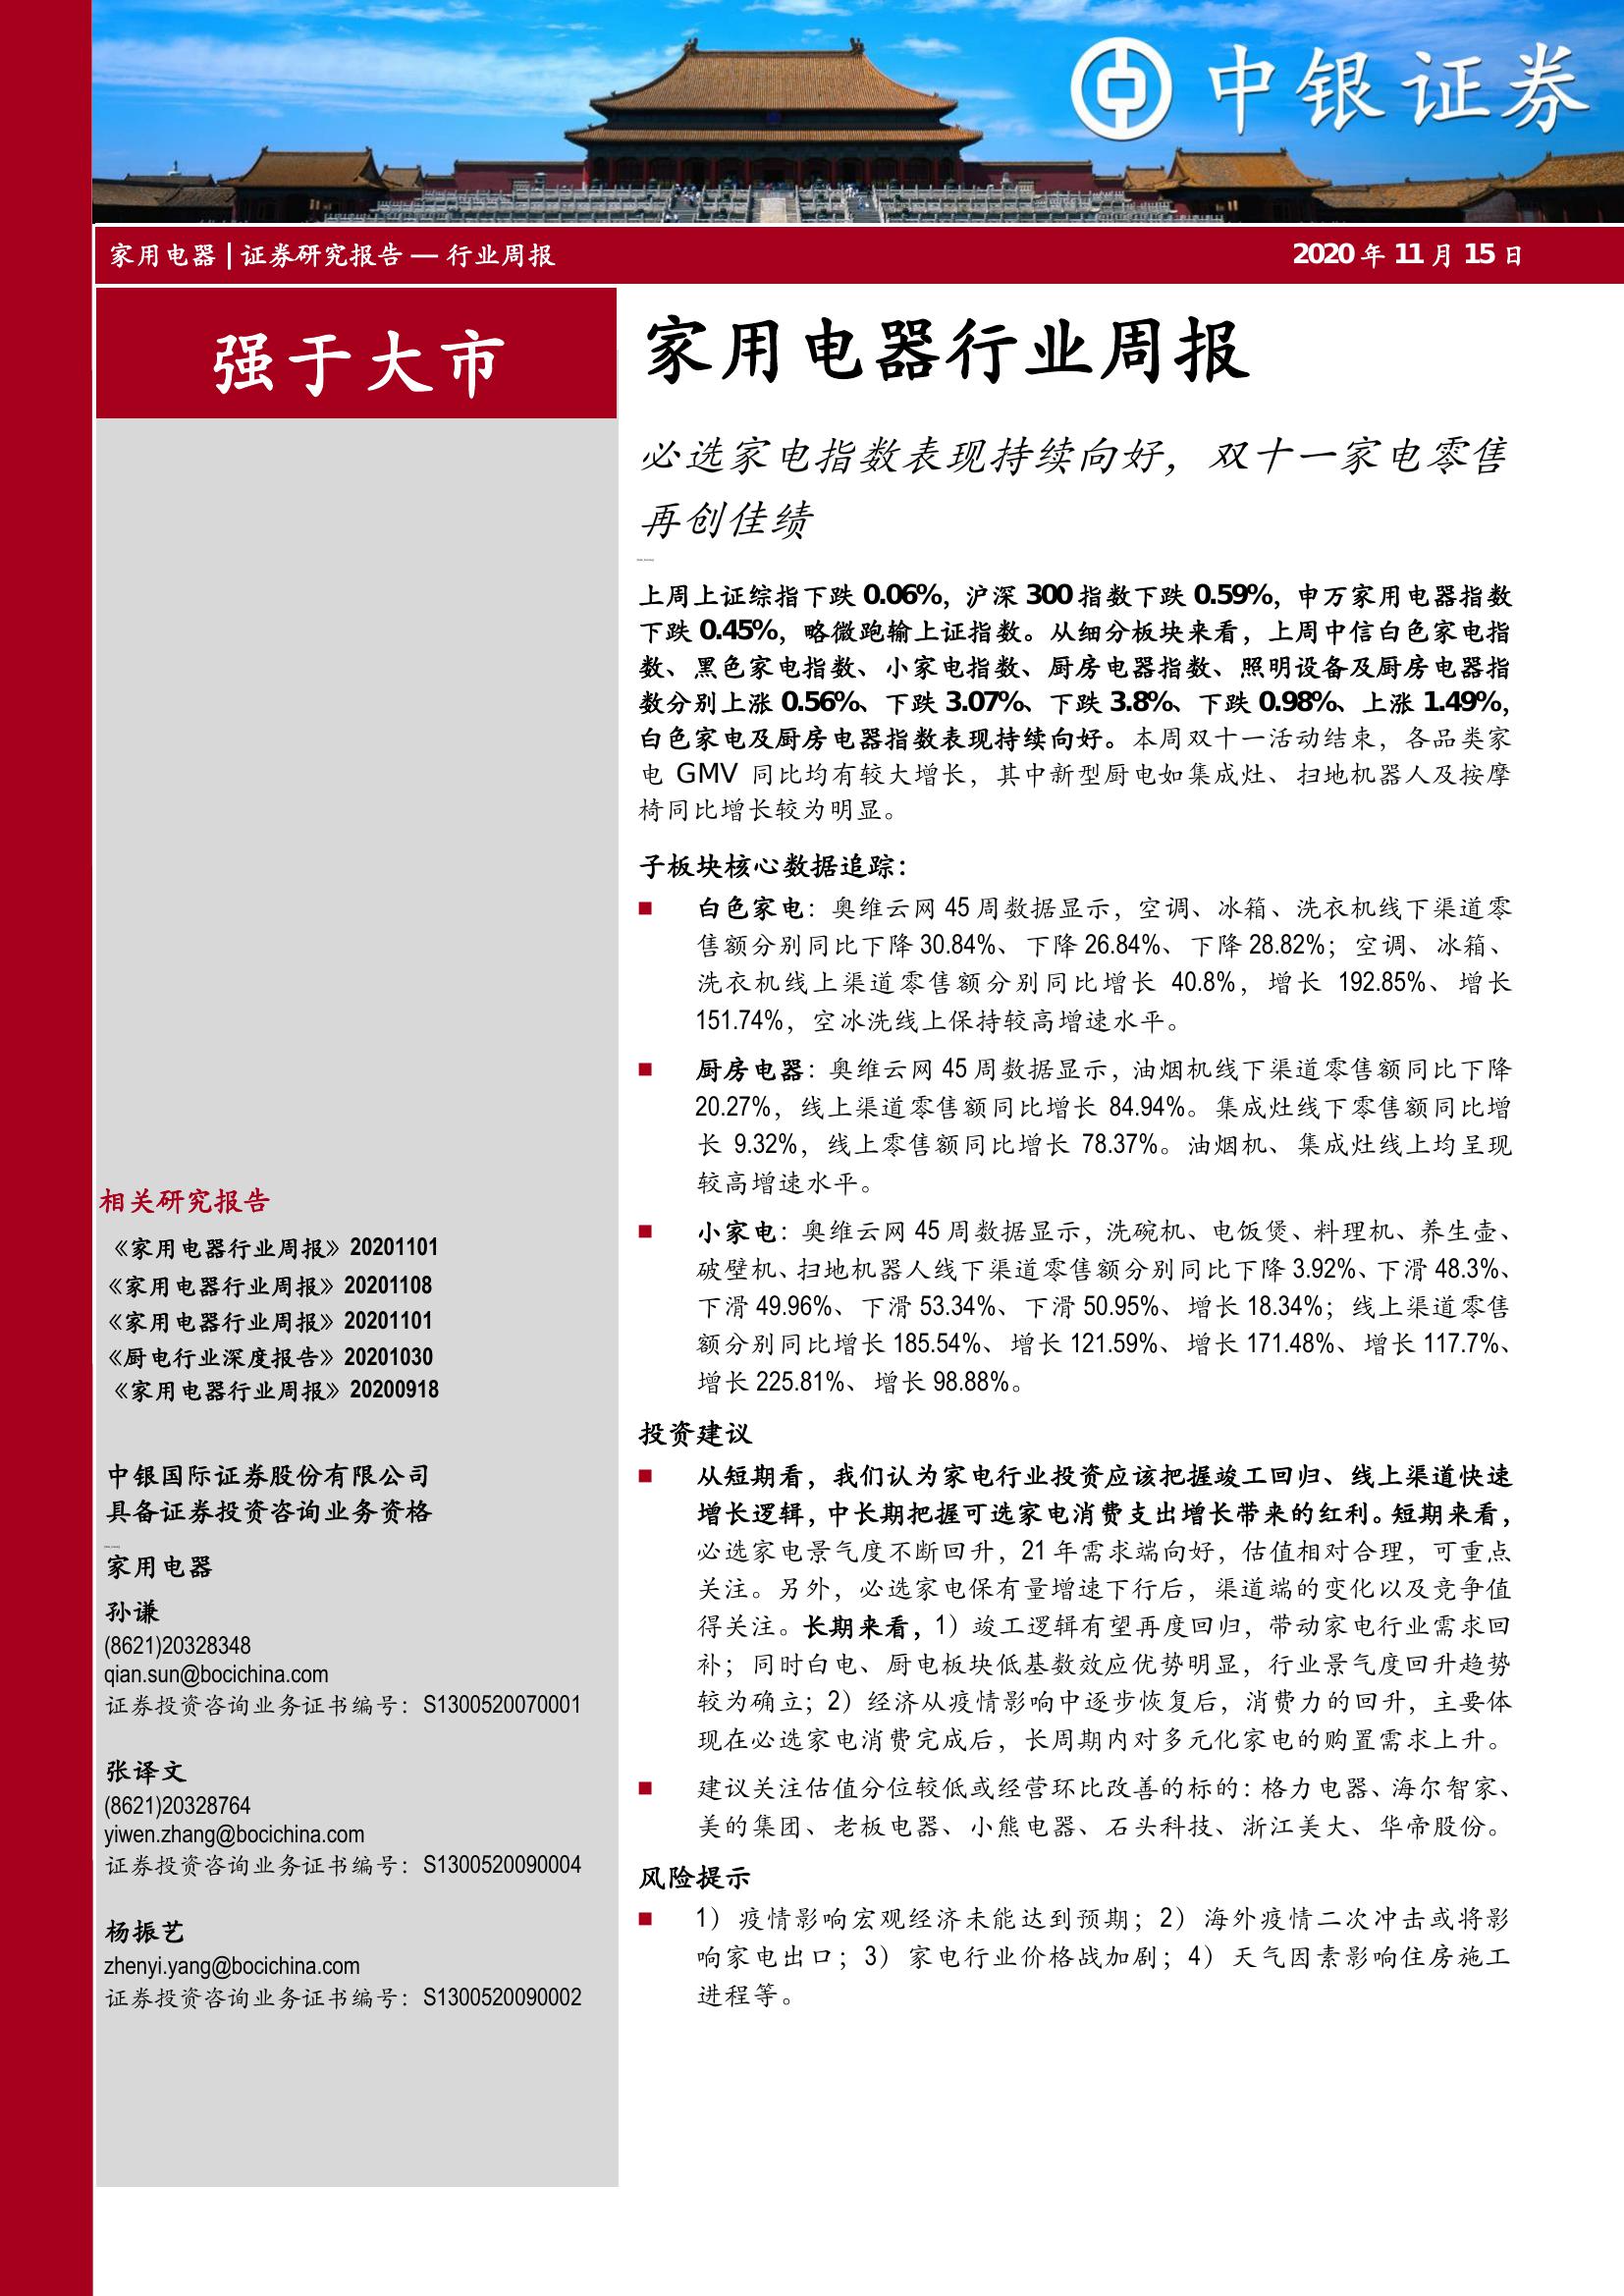 中银证券
家用电器 | 证券研究报告 — 行业周报
2020 年 11 月 15 日
强于大市
相关研究报告
《家用电器行业周报》20201101
《家用电器行业周报》20201108
《家用电器行业周报》20201101
《厨电行业深度报告》20201030
《家用电器行业周报》20200918
中银国际证券股份有限公司
具备证券投资咨询业务资格
家用电器
孙谦
(8621)20328348
qian.sun@bocichina.com
证券投资咨询业务证书编号：S1300520070001
张译文
(8621)20328764
yiwen.zhang@bocichina.com
证券投资咨询业务证书编号：S1300520090004
杨振艺
zhenyi.yang@bocichina.com
证券投资咨询业务证书编号：S1300520090002
家用电器行业周报
必选家电指数表现持续向好，双十一家电零售
再创佳绩
上周上证综指下跌 0.06%，沪深 300 指数下跌 0.59%，申万家用电器指数
下跌 0.45%，略微跑输上证指数。从细分板块来看，上周中信白色家电指
数、黑色家电指数、小家电指数、厨房电器指数、照明设备及厨房电器指
数分别上涨 0.56%、下跌 3.07%、下跌 3.8%、下跌 0.98%、上涨 1.49%，
白色家电及厨房电器指数表现持续向好。本周双十一活动结束，各品类家
电 GMV 同比均有较大增长，其中新型厨电如集成灶、扫地机器人及按摩
椅同比增长较为明显。
子板块核心数据追踪：
■ 白色家电：奥维云网 45 周数据显示，空调、冰箱、洗衣机线下渠道零
售额分别同比下降 30.84%、下降 26.84%、下降 28.82%；空调、冰箱、
洗衣机线上渠道零售额分别同比增长 40.8%，增长 192.85%、增长
151.74%，空冰洗线上保持较高增速水平。
■ 厨房电器：奥维云网 45 周数据显示，油烟机线下渠道零售额同比下降
20.27%，线上渠道零售额同比增长 84.94%。集成灶线下零售额同比增
长 9.32%，线上零售额同比增长 78.37%。油烟机、集成灶线上均呈现
较高增速水平。
■ 小家电：奥维云网 45 周数据显示，洗碗机、电饭煲、料理机、养生壶、
破壁机、扫地机器人线下渠道零售额分别同比下降 3.92%、下滑 48.3%、
下滑 49.96%、下滑 53.34%、下滑 50.95%、增长 18.34%；线上渠道零售
额分别同比增长 185.54%、增长 121.59%、增长 171.48%、增长 117.7%、
增长 225.81%、增长 98.88%。
投资建议
■ 从短期看，我们认为家电行业投资应该把握竣工回归、线上渠道快速
增长逻辑，中长期把握可选家电消费支出增长带来的红利。短期来看，
必选家电景气度不断回升，21 年需求端向好，估值相对合理，可重点
关注。另外，必选家电保有量增速下行后，渠道端的变化以及竞争值
得关注。长期来看，1）竣工逻辑有望再度回归，带动家电行业需求回
补；同时白电、厨电板块低基数效应优势明显，行业景气度回升趋势
较为确立；2）经济从疫情影响中逐步恢复后，消费力的回升，主要体
现在必选家电消费完成后，长周期内对多元化家电的购置需求上升。
■ 建议关注估值分位较低或经营环比改善的标的：格力电器、海尔智家、
美的集团、老板电器、小熊电器、石头科技、浙江美大、华帝股份。
风险提示
■ 1）疫情影响宏观经济未能达到预期；2）海外疫情二次冲击或将影
响家电出口；3）家电行业价格战加剧；4）天气因素影响住房施工
进程等。